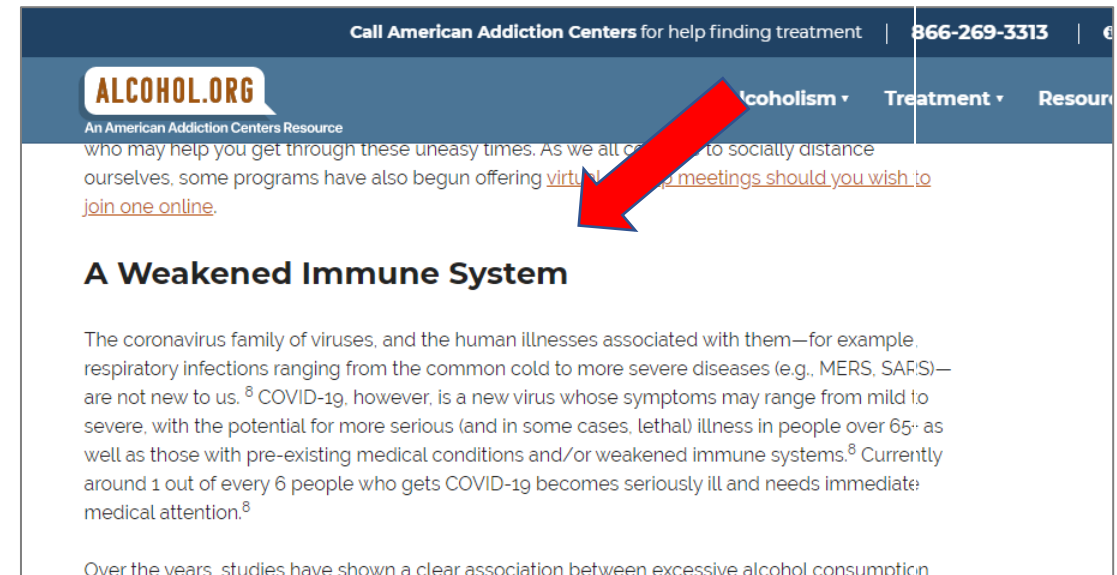 Call American Addiction Centers for help finding treatment | 866-269-3313 |
ALCOHOL.ORG
An American Addiction Centers Resource
coholism ▾ Treatment ▾ Resour
who may help you get through these uneasy times. As we all to socially distance
ourselves, some programs have also begun offering meetings should you wish to
join one online.
A Weakened Immune System
The coronavirus family of viruses, and the human illnesses associated with them—for example,
respiratory infections ranging from the common cold to more severe diseases (e.g., MERS, SARS)—
are not new to us. ⁸ COVID-19, however, is a new virus whose symptoms may range from mild to
severe, with the potential for more serious (and in some cases, lethal) illness in people over 65-- as
well as those with pre-existing medical conditions and/or weakened immune systems.⁸ Currently
around 1 out of every 6 people who gets COVID-19 becomes seriously ill and needs immediate
medical attention.⁸
Over the years, studies have shown a clear association between excessive alcohol consumption